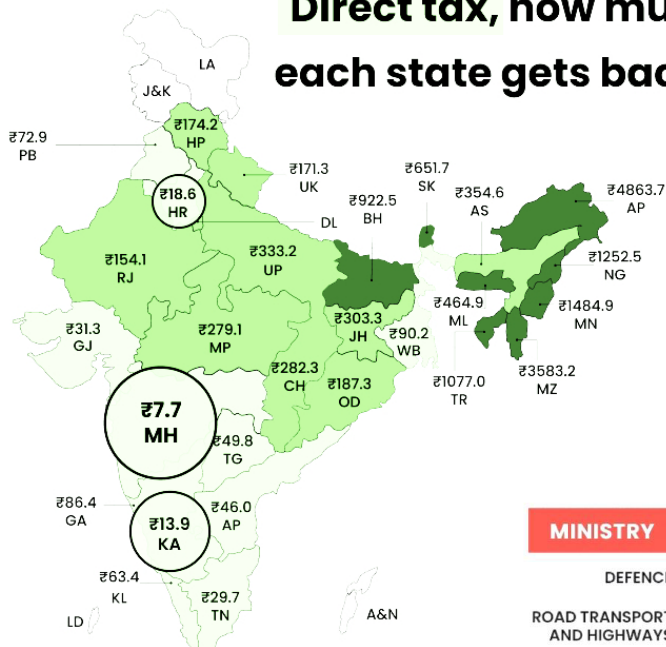 Direct tax, how mu
each state gets bac
LA
J&K
₹174.2
HP
₹72.9
PB
₹171.3
UK
₹18.6
HR
DL
₹922.5
BH
₹651.7
SK
₹354.6
AS
₹4863.7
AP
₹154.1
RJ
₹333.2
UP
₹1252.5
NG
₹464.9
ML
₹1484.9
MN
₹31.3
GJ
₹279.1
MP
₹303.3
JH
₹90.2
WB
₹282.3
CH
₹187.3
OD
₹1077.0
TR
₹3583.2
MZ
₹7.7
MH
₹49.8
TG
₹86.4
GA
₹13.9
KA
₹46.0
AP
₹63.4
KL
₹29.7
TN
LD
A&N
MINISTRY
DEFENC
ROAD TRANSPORT
AND HIGHWAYS